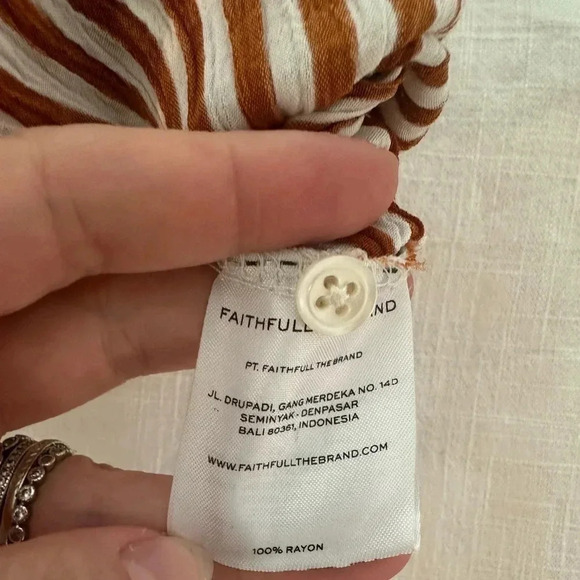 FAITHFULL END
PT. FAITHFULL THE BRAND
JL. DRUPADI, GANG MERDEKA NO. 14D
SEMINYAK - DENPASAR
BALI 80361, INDONESIA
WWW.FAITHFULLTHEBRAND.COM
100% RAYON